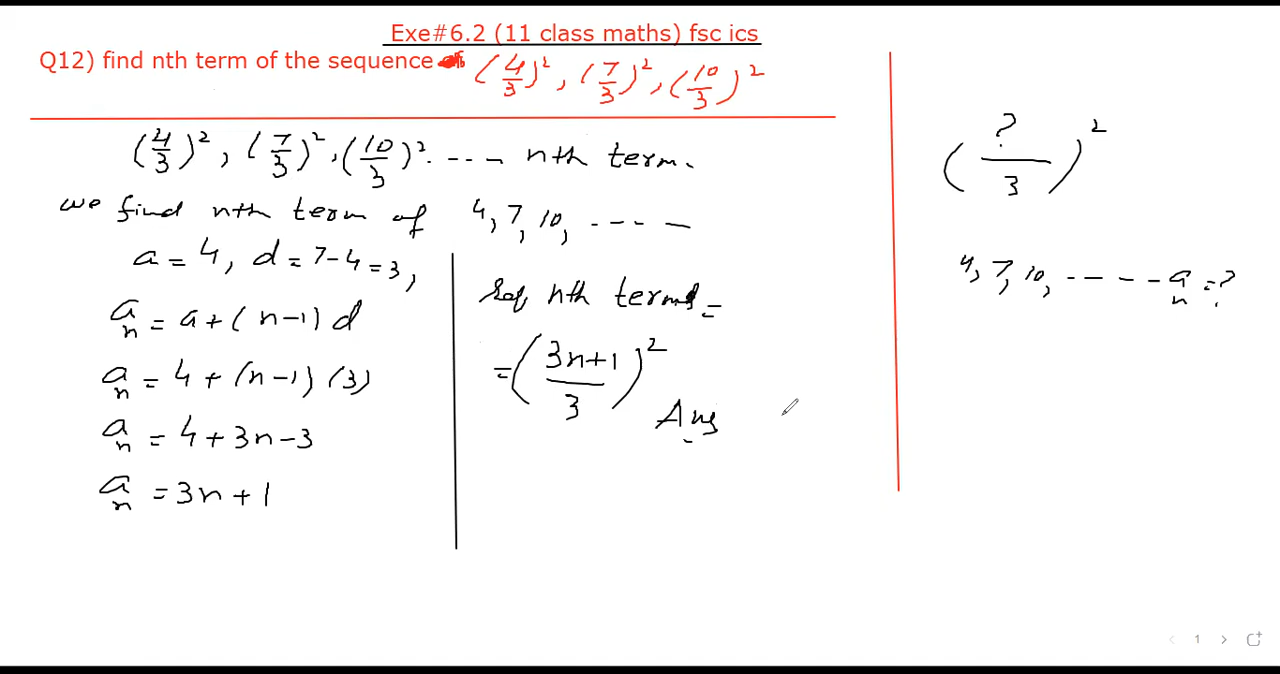 Exe#6.2 (11 class maths) fsc ics
Q12) find nth term of the sequence (4/3)², (7/3)², (10/3)²
(4/3)², (7/3)², (10/3)². ---- nth term.
we find nth term of 4, 7, 10, ---- —
a = 4, d = 7-4 = 3,
aₙ = a + (n-1) d
aₙ = 4 + (n-1) (3)
aₙ = 4 + 3n - 3
aₙ = 3n + 1
nth term =
= (3n+1/3)²
Ans
(?/3)²
4, 7, 10, ----- aₙ = ?
1